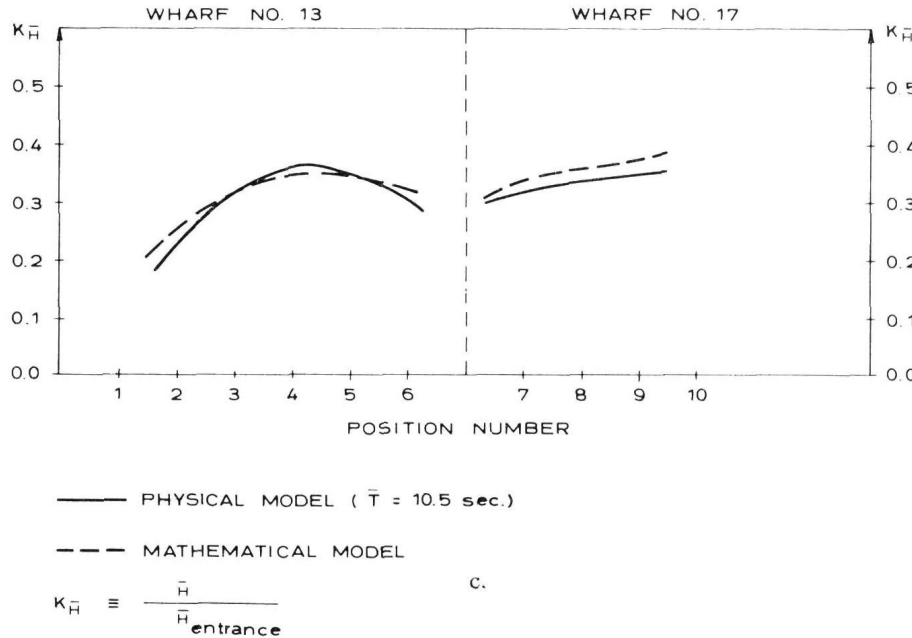 WHARF NO. 13 WHARF NO. 17
K_H̄ K_H̄
0.5 0.5
0.4 0.4
0.3 0.3
0.2 0.2
0.1 0.1
0.0 0.0
1 2 3 4 5 6 7 8 9 10
POSITION NUMBER
PHYSICAL MODEL ( T̄ = 10.5 sec.)
MATHEMATICAL MODEL
c.
K_H̄ ≡ H̄ / H̄ entrance